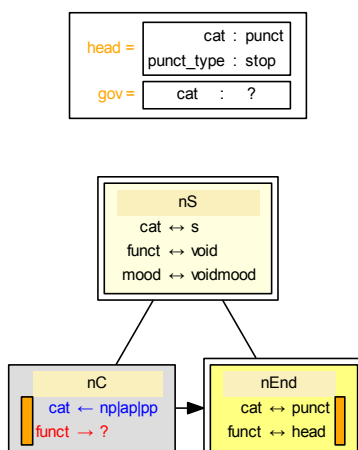 head = cat : punct
punct_type : stop
gov = cat : ?
nS
cat ↔ s
funct ↔ void
mood ↔ voidmood
nC
cat ← np|ap|pp
funct → ?
nEnd
cat ↔ punct
funct ↔ head